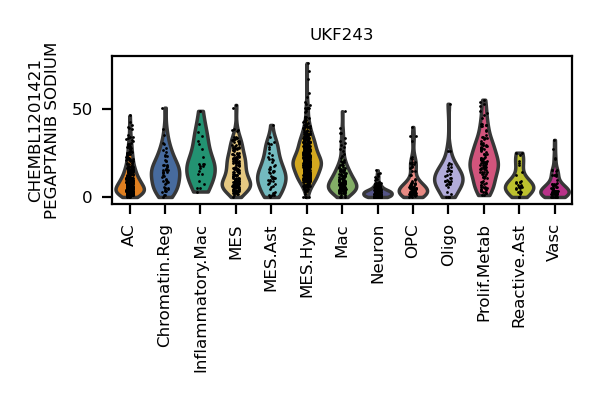 UKF243
CHEMBL1201421
PEGAPTANIB SODIUM
50
0
AC
Chromatin.Reg
Inflammatory.Mac
MES
MES.Ast
MES.Hyp
Mac
Neuron
OPC
Oligo
Prolif.Metab
Reactive.Ast
Vasc